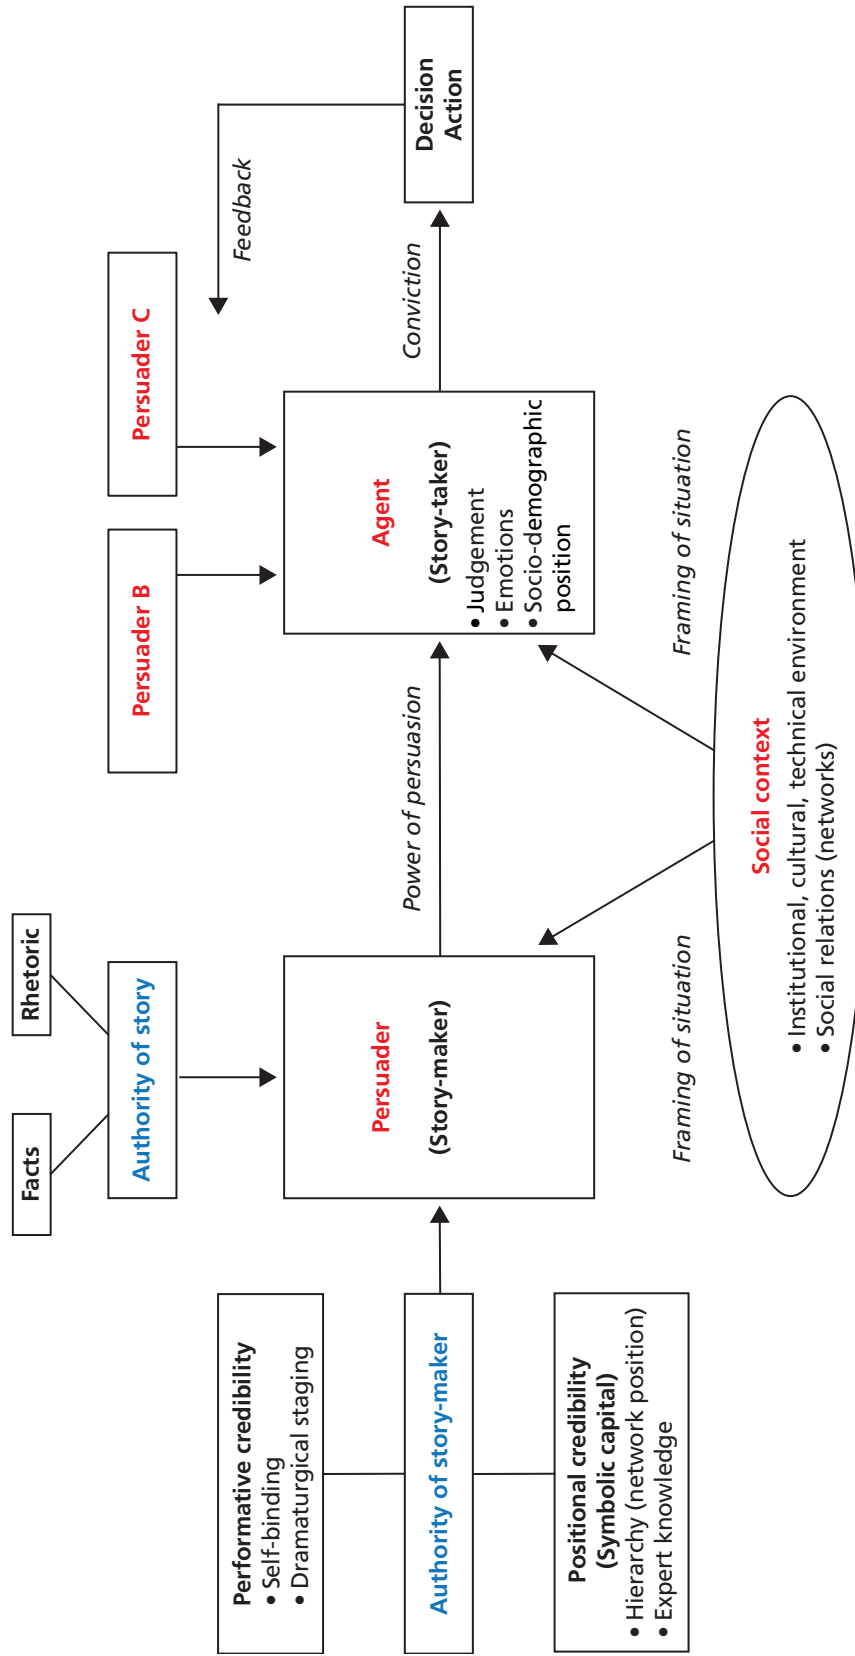 Facts
Rhetoric
Authority of story
Persuader B
Persuader C
Feedback
Performative credibility
• Self-binding
• Dramaturgical staging
Authority of story-maker
Positional credibility
(Symbolic capital)
• Hierarchy (network position)
• Expert knowledge
Persuader
(Story-maker)
Power of persuasion
Agent
(Story-taker)
• Judgement
• Emotions
• Socio-demographic
position
Conviction
Decision
Action
Framing of situation
Framing of situation
Social context
• Institutional, cultural, technical environment
• Social relations (networks)